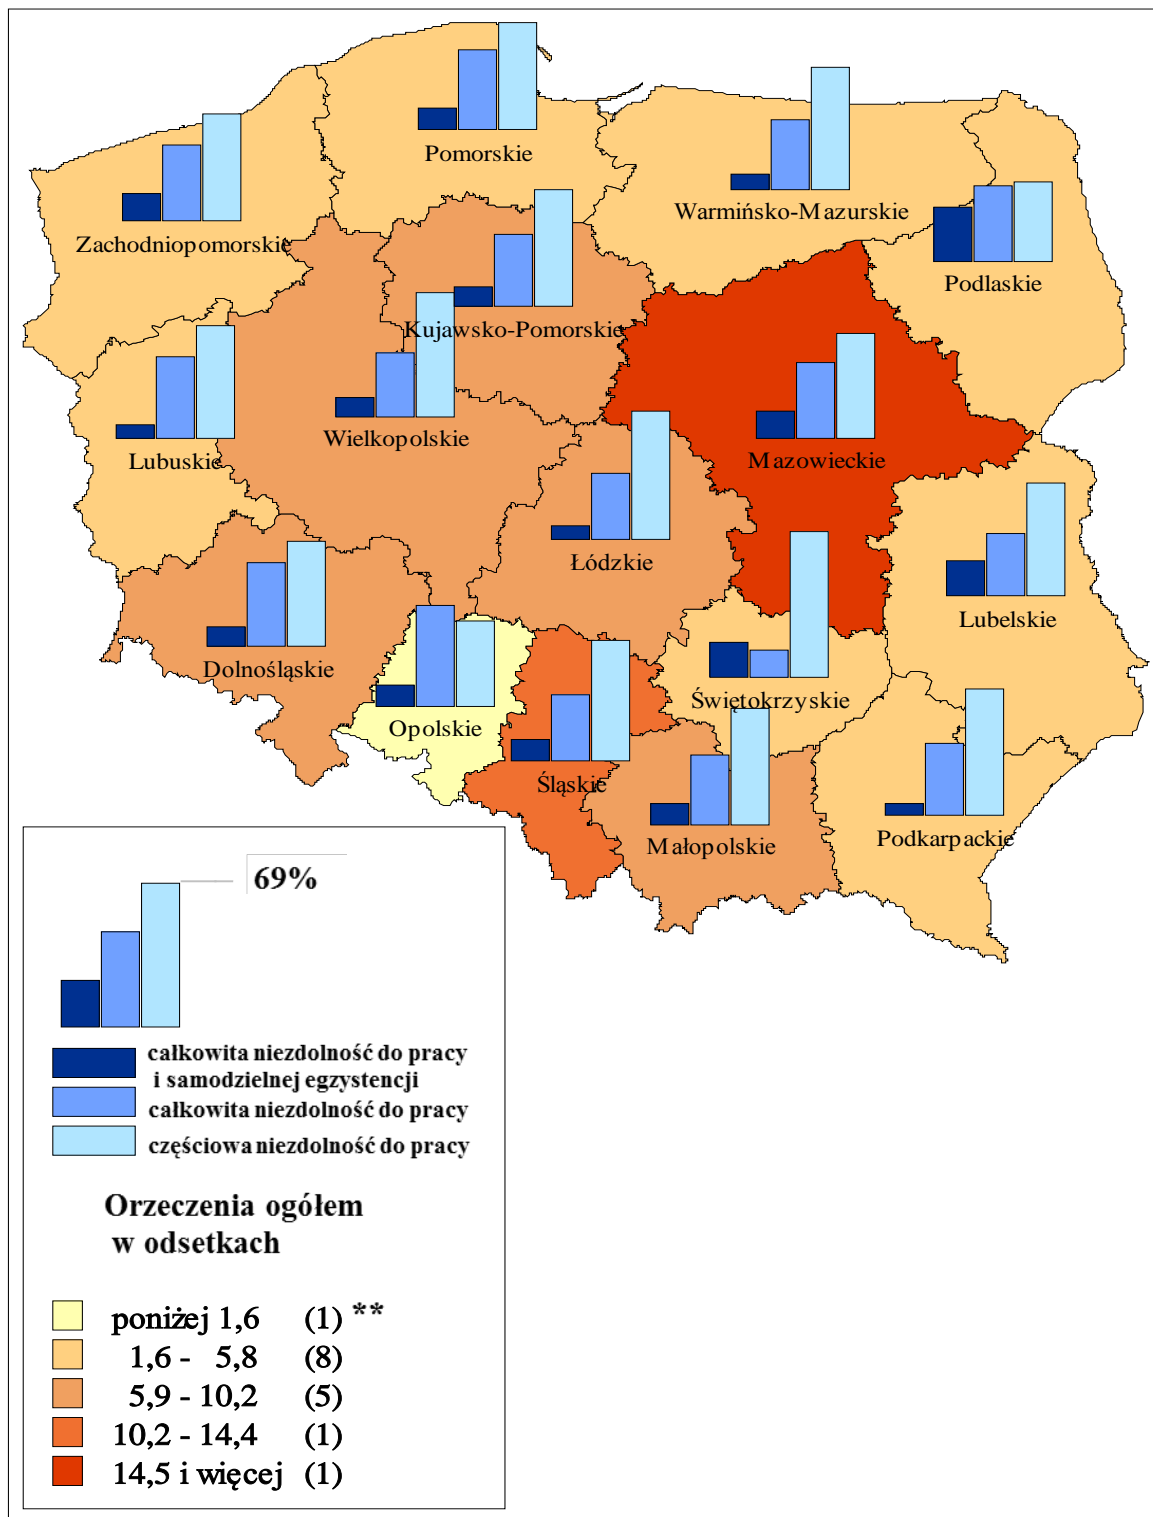 Pomorskie
Warmińsko-Mazurskie
Zachodniopomorskie
Podlaskie
Kujawsko-Pomorskie
Wielkopolskie
Lubuskie
Mazowieckie
Łódzkie
Lubelskie
Dolnośląskie
Świętokrzyskie
Opolskie
Śląskie
Podkarpackie
Małopolskie
69%
całkowita niezdolność do pracy
i samodzielnej egzystencji
całkowita niezdolność do pracy
częściowa niezdolność do pracy
Orzeczenia ogółem
w odsetkach
poniżej 1,6 (1) **
1,6 - 5,8 (8)
5,9 - 10,2 (5)
10,2 - 14,4 (1)
14,5 i więcej (1)